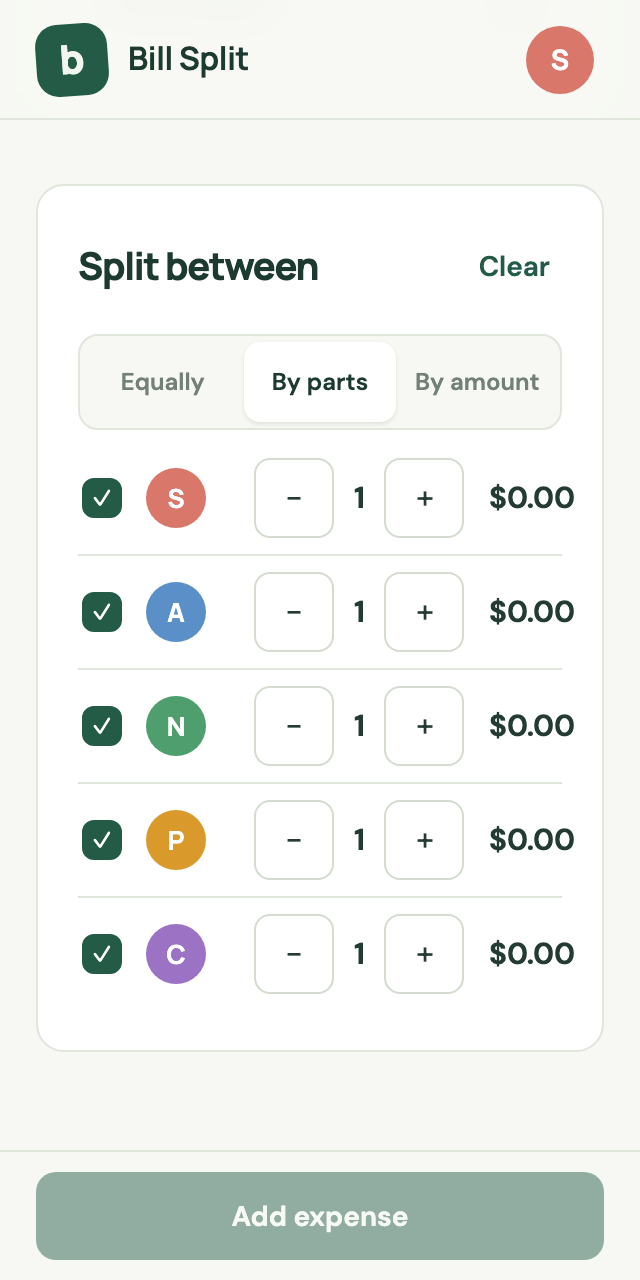 b Bill Split S
Split between Clear
Equally By parts By amount
S − 1 + $0.00
A − 1 + $0.00
N − 1 + $0.00
P − 1 + $0.00
C − 1 + $0.00
Add expense